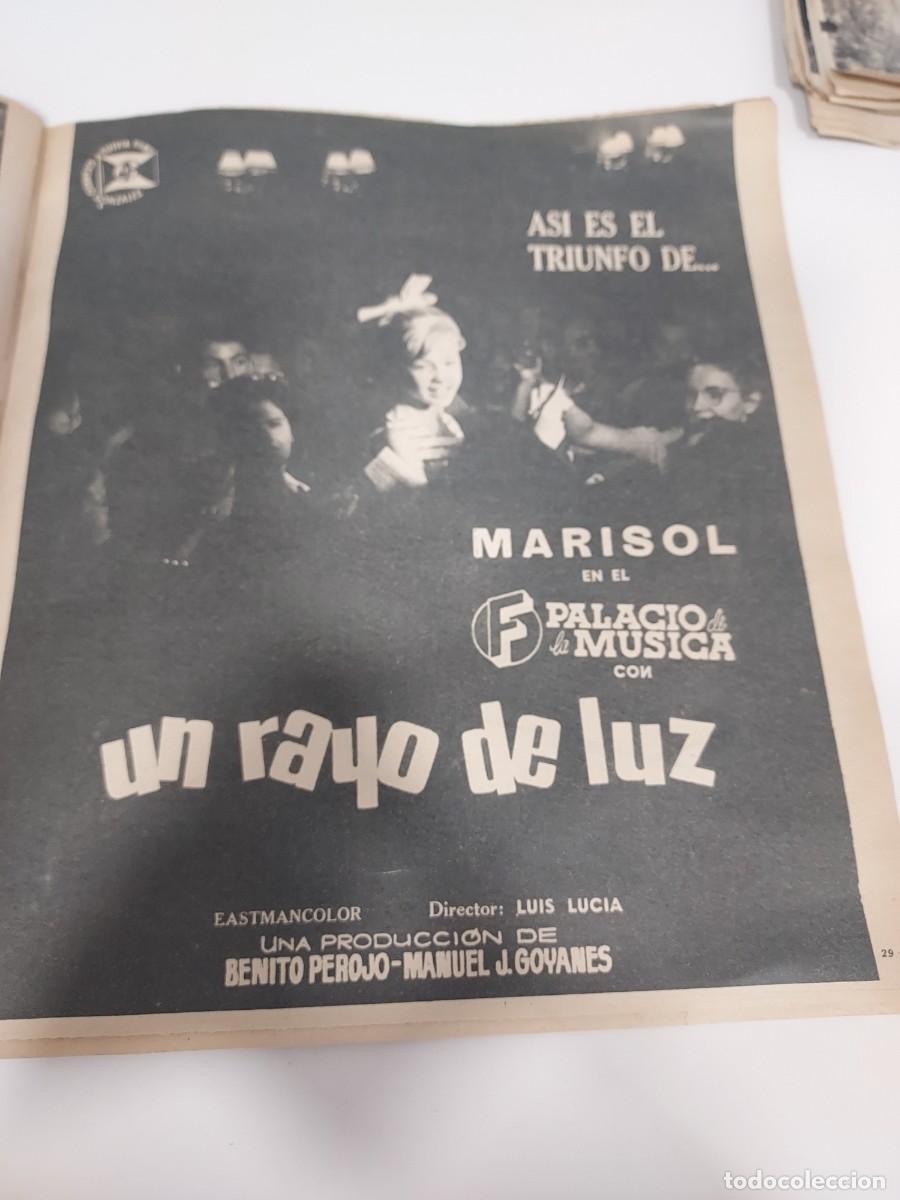 ASI ES EL
TRIUNFO DE....
MARISOL
EN EL
F PALACIO de
la MUSICA
CON
un rayo de luz
EASTMANCOLOR Director: LUIS LUCIA
UNA PRODUCCIÓN DE
BENITO PEROJO-MANUEL J. GOYANES
29
todocoleccion